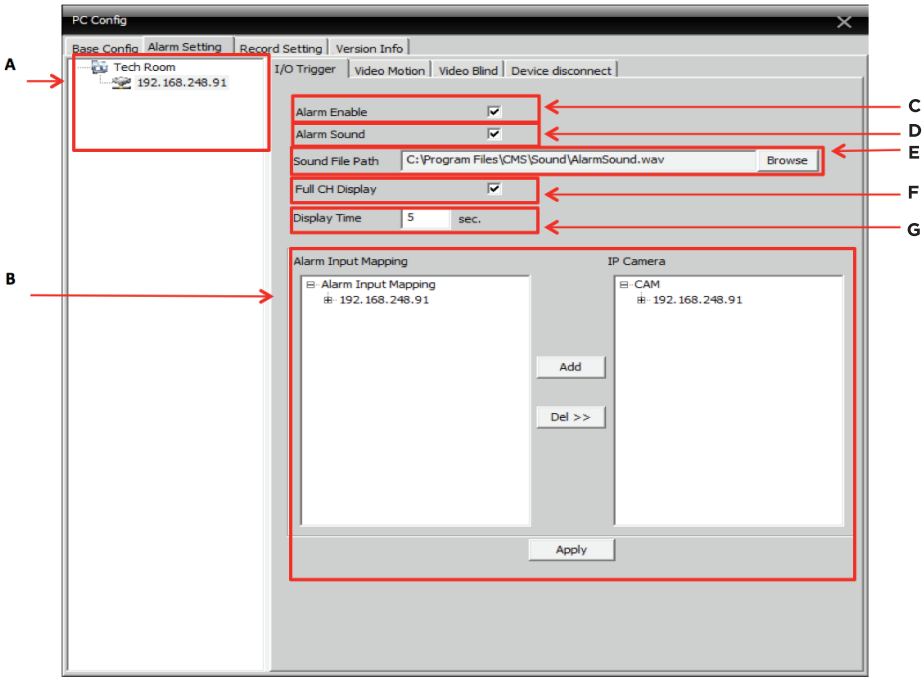 PC Config
Base Config Alarm Setting Record Setting Version Info
A
Tech Room
192.168.248.91
I/O Trigger Video Motion Video Blind Device disconnect
Alarm Enable
C
Alarm Sound
D
Sound File Path C:\Program Files\CMS\Sound\AlarmSound.wav Browse
E
Full CH Display
F
Display Time 5 sec.
G
B
Alarm Input Mapping
Alarm Input Mapping
192.168.248.91
Add
Del >>
IP Camera
CAM
192.168.248.91
Apply